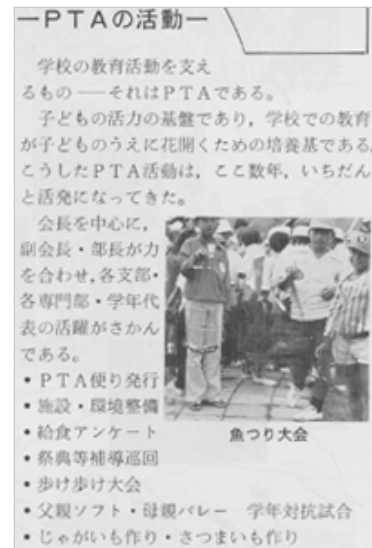 ―PTAの活動―
学校の教育活動を支え
るもの――それはPTAである。
子どもの活力の基盤であり，学校での教育
が子どものうえに花開くための培養基である。
こうしたPTA活動は，ここ数年，いちだん
と活発になってきた。
会長を中心に，
副会長・部長が力
を合わせ，各支部・
各専門部・学年代
表の活躍がさかん
である。
• PTA便り発行
• 施設・環境整備
• 給食アンケート
• 祭典等補導巡回
• 歩け歩け大会
• 父親ソフト・母親バレー　学年対抗試合
• じゃがいも作り・さつまいも作り
魚つり大会